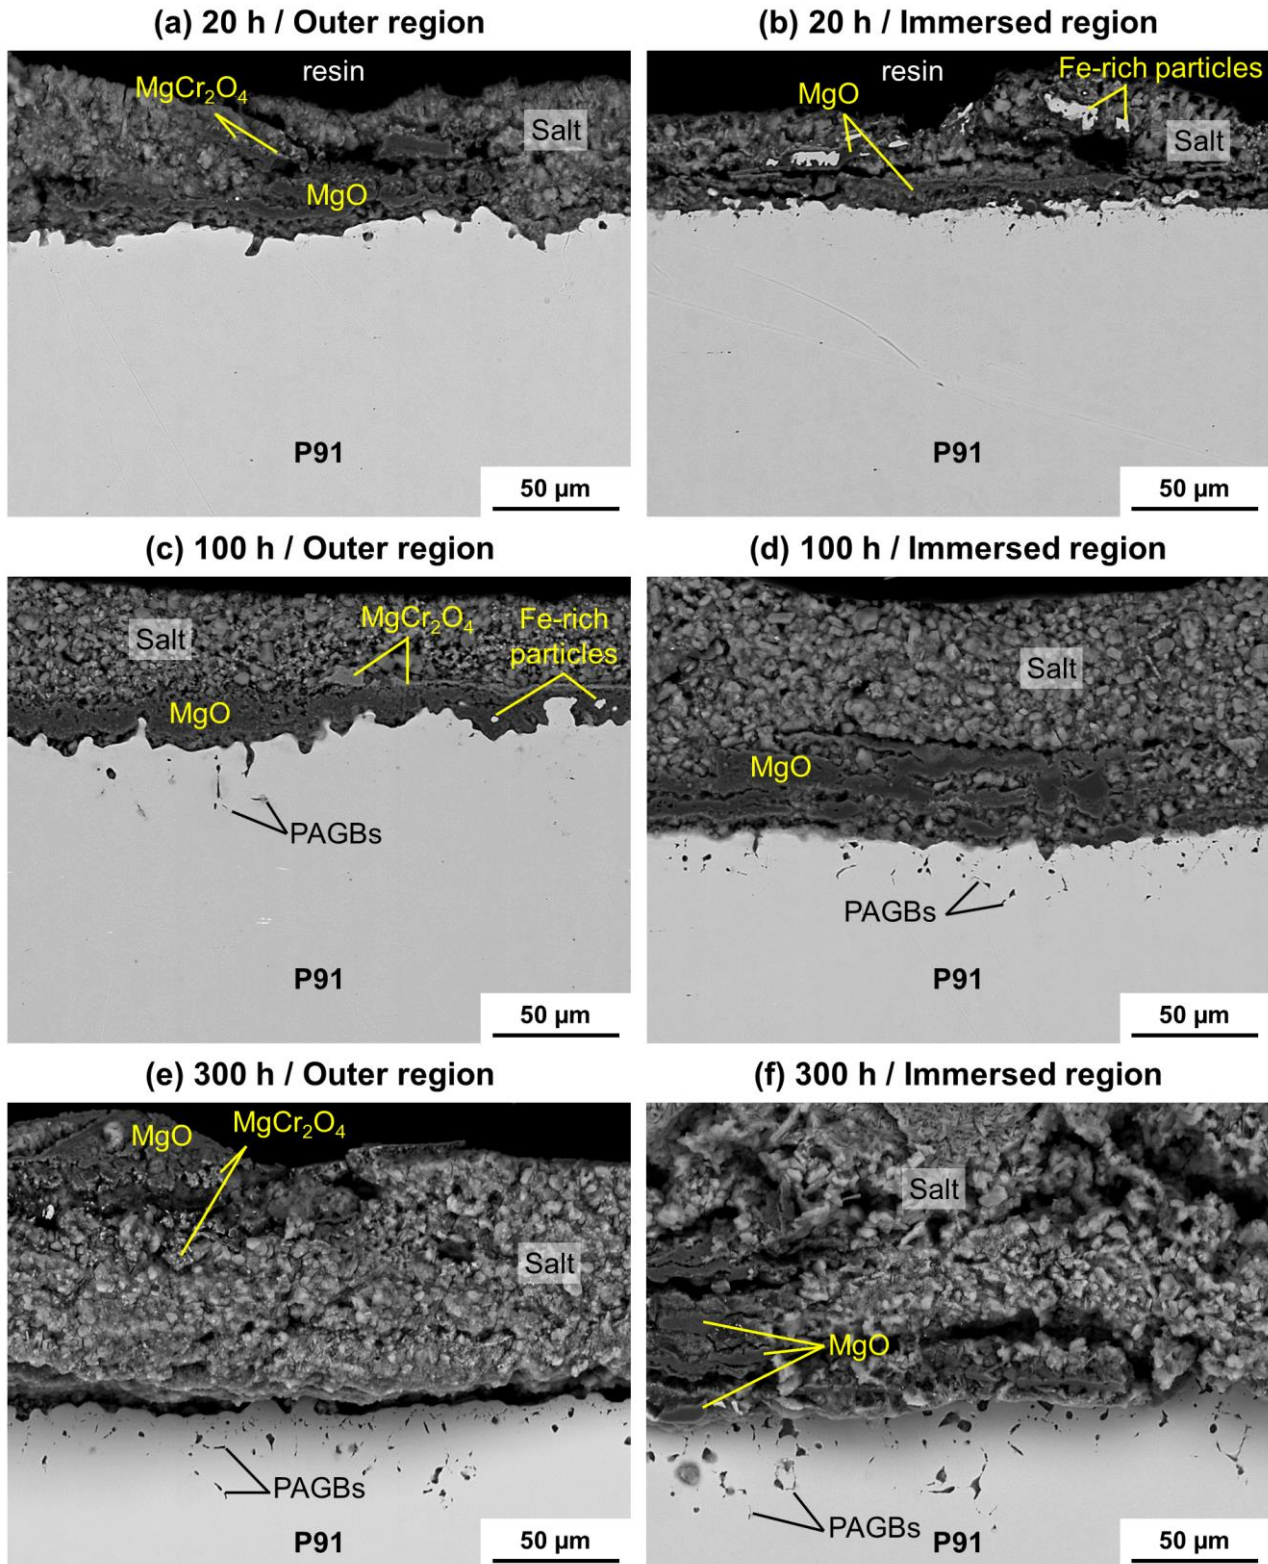 (a) 20 h / Outer region
resin
MgCr₂O₄
Salt
MgO
P91
50 µm
(b) 20 h / Immersed region
resin
Fe-rich particles
MgO
Salt
P91
50 µm
(c) 100 h / Outer region
MgCr₂O₄
Fe-rich
particles
Salt
MgO
PAGBs
P91
50 µm
(d) 100 h / Immersed region
Salt
MgO
PAGBs
P91
50 µm
(e) 300 h / Outer region
MgCr₂O₄
MgO
Salt
PAGBs
P91
50 µm
(f) 300 h / Immersed region
Salt
MgO
PAGBs
P91
50 µm